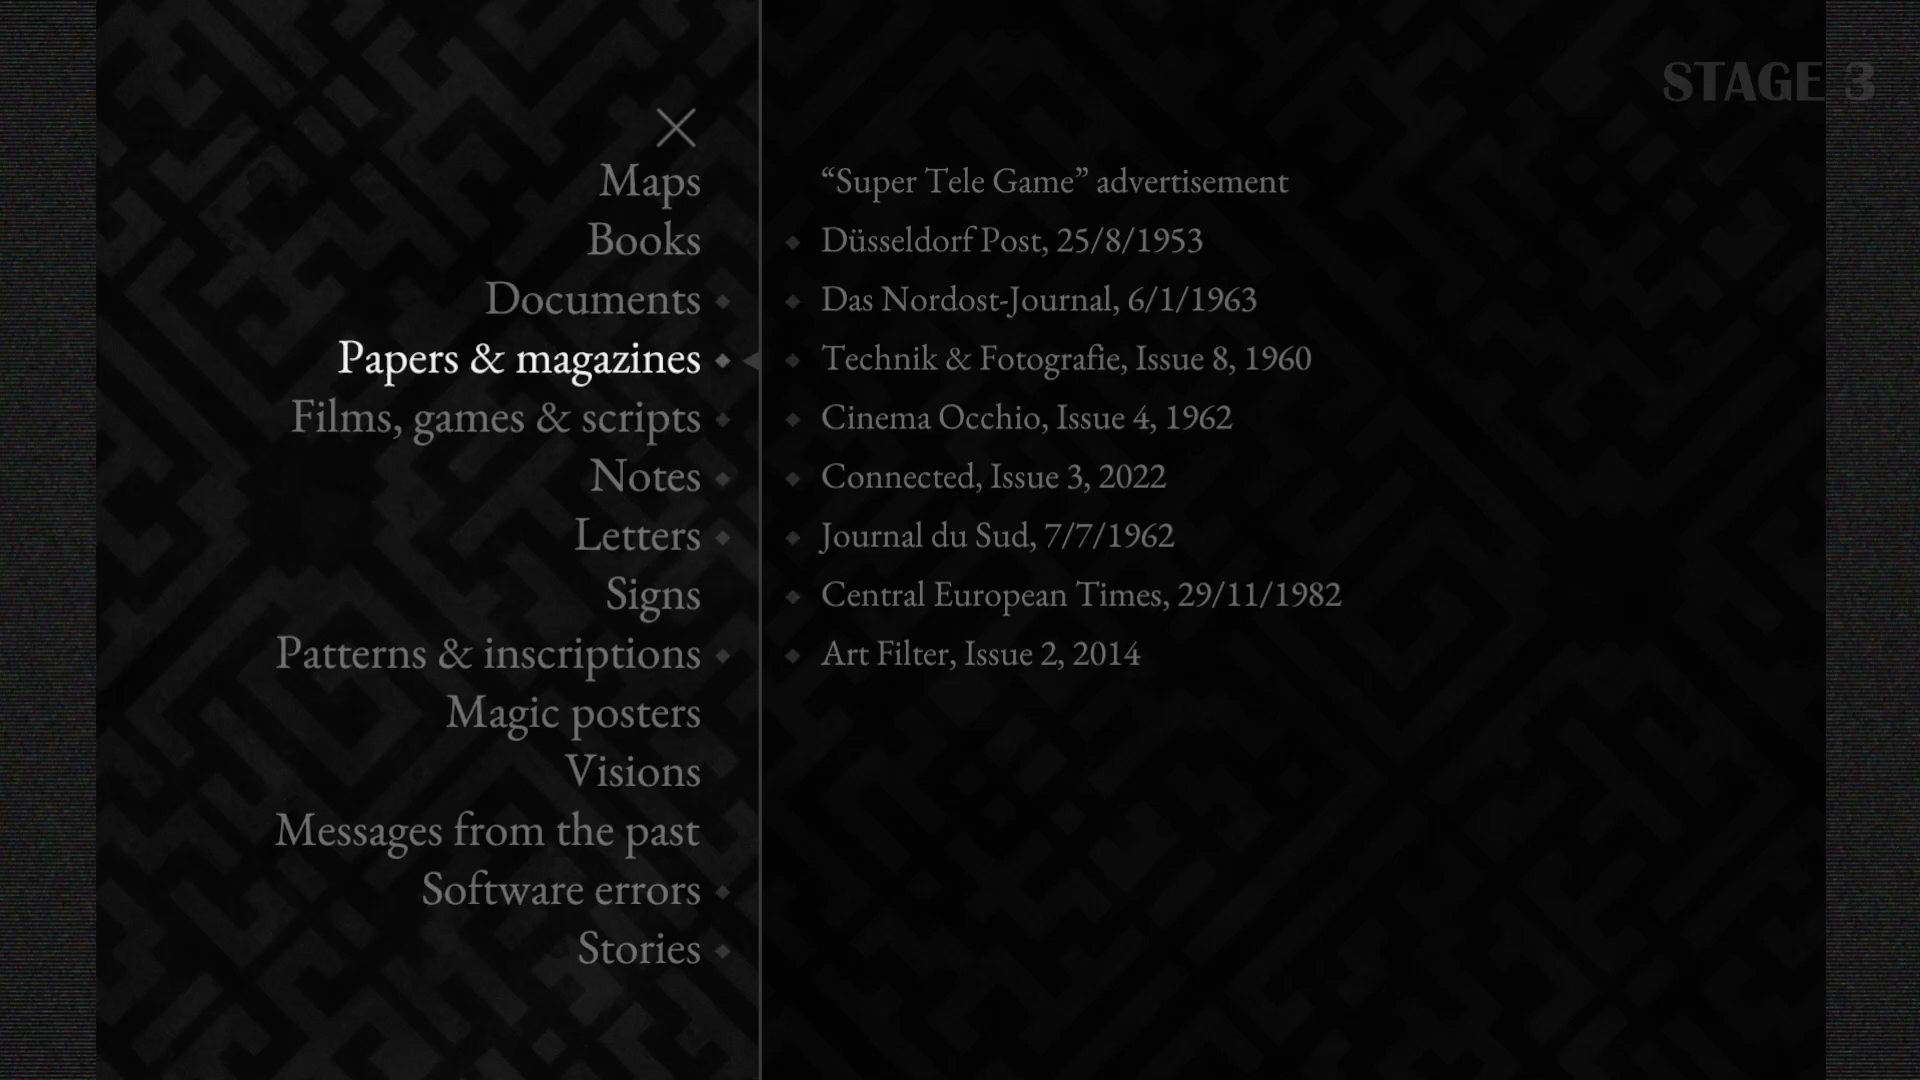 STAGE 3
Maps
Books
Documents
Papers & magazines
Films, games & scripts
Notes
Letters
Signs
Patterns & inscriptions
Magic posters
Visions
Messages from the past
Software errors
Stories
“Super Tele Game” advertisement
Düsseldorf Post, 25/8/1953
Das Nordost-Journal, 6/1/1963
Technik & Fotografie, Issue 8, 1960
Cinema Occhio, Issue 4, 1962
Connected, Issue 3, 2022
Journal du Sud, 7/7/1962
Central European Times, 29/11/1982
Art Filter, Issue 2, 2014